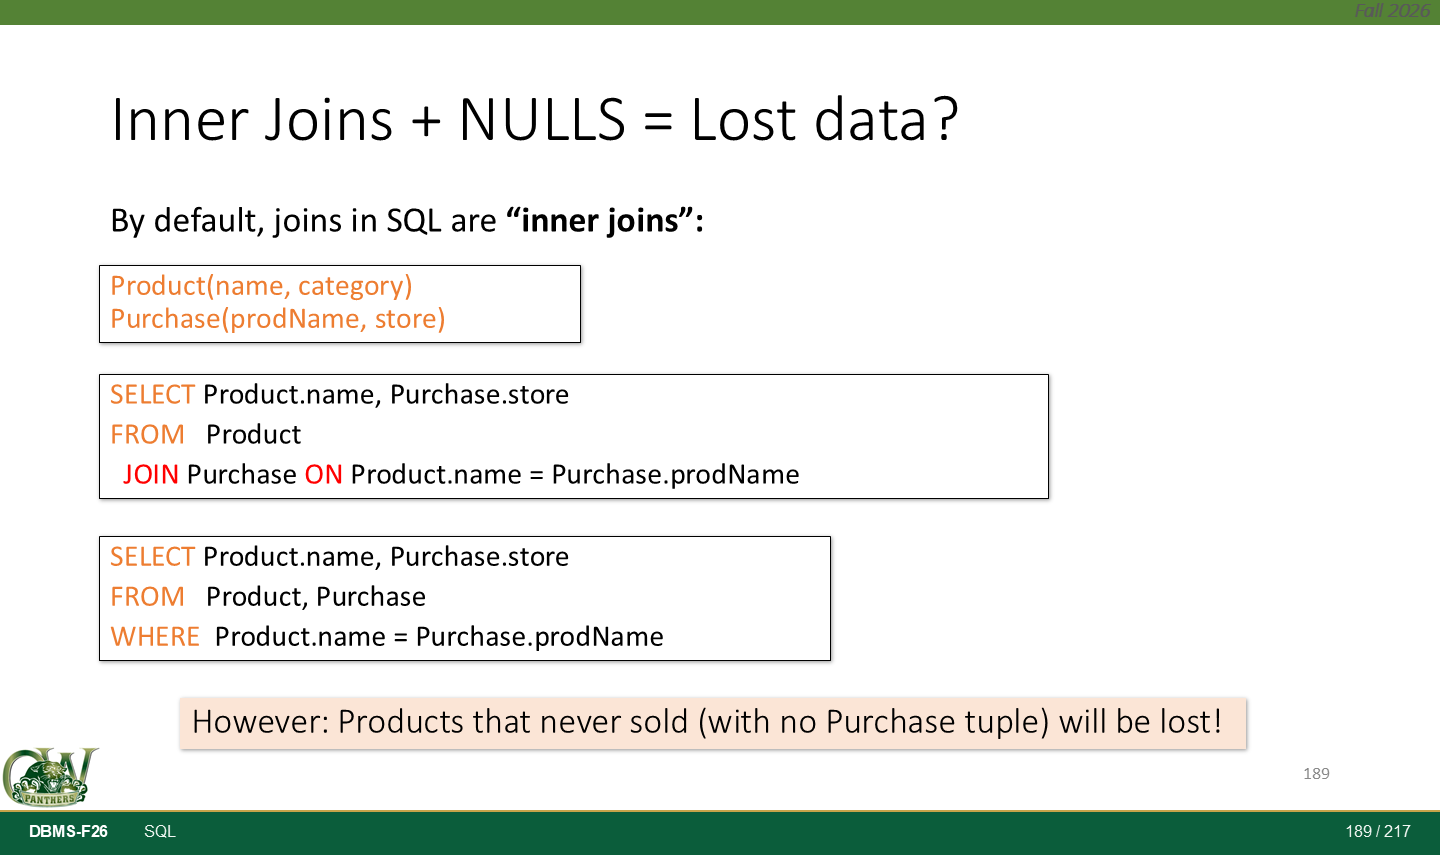 Fall 2026
Inner Joins + NULLS = Lost data?
By default, joins in SQL are “inner joins”:
Product(name, category)
Purchase(prodName, store)
SELECT Product.name, Purchase.store
FROM Product
JOIN Purchase ON Product.name = Purchase.prodName
SELECT Product.name, Purchase.store
FROM Product, Purchase
WHERE Product.name = Purchase.prodName
However: Products that never sold (with no Purchase tuple) will be lost!
OW
PANTHERS
189
DBMS-F26 SQL 189 / 217